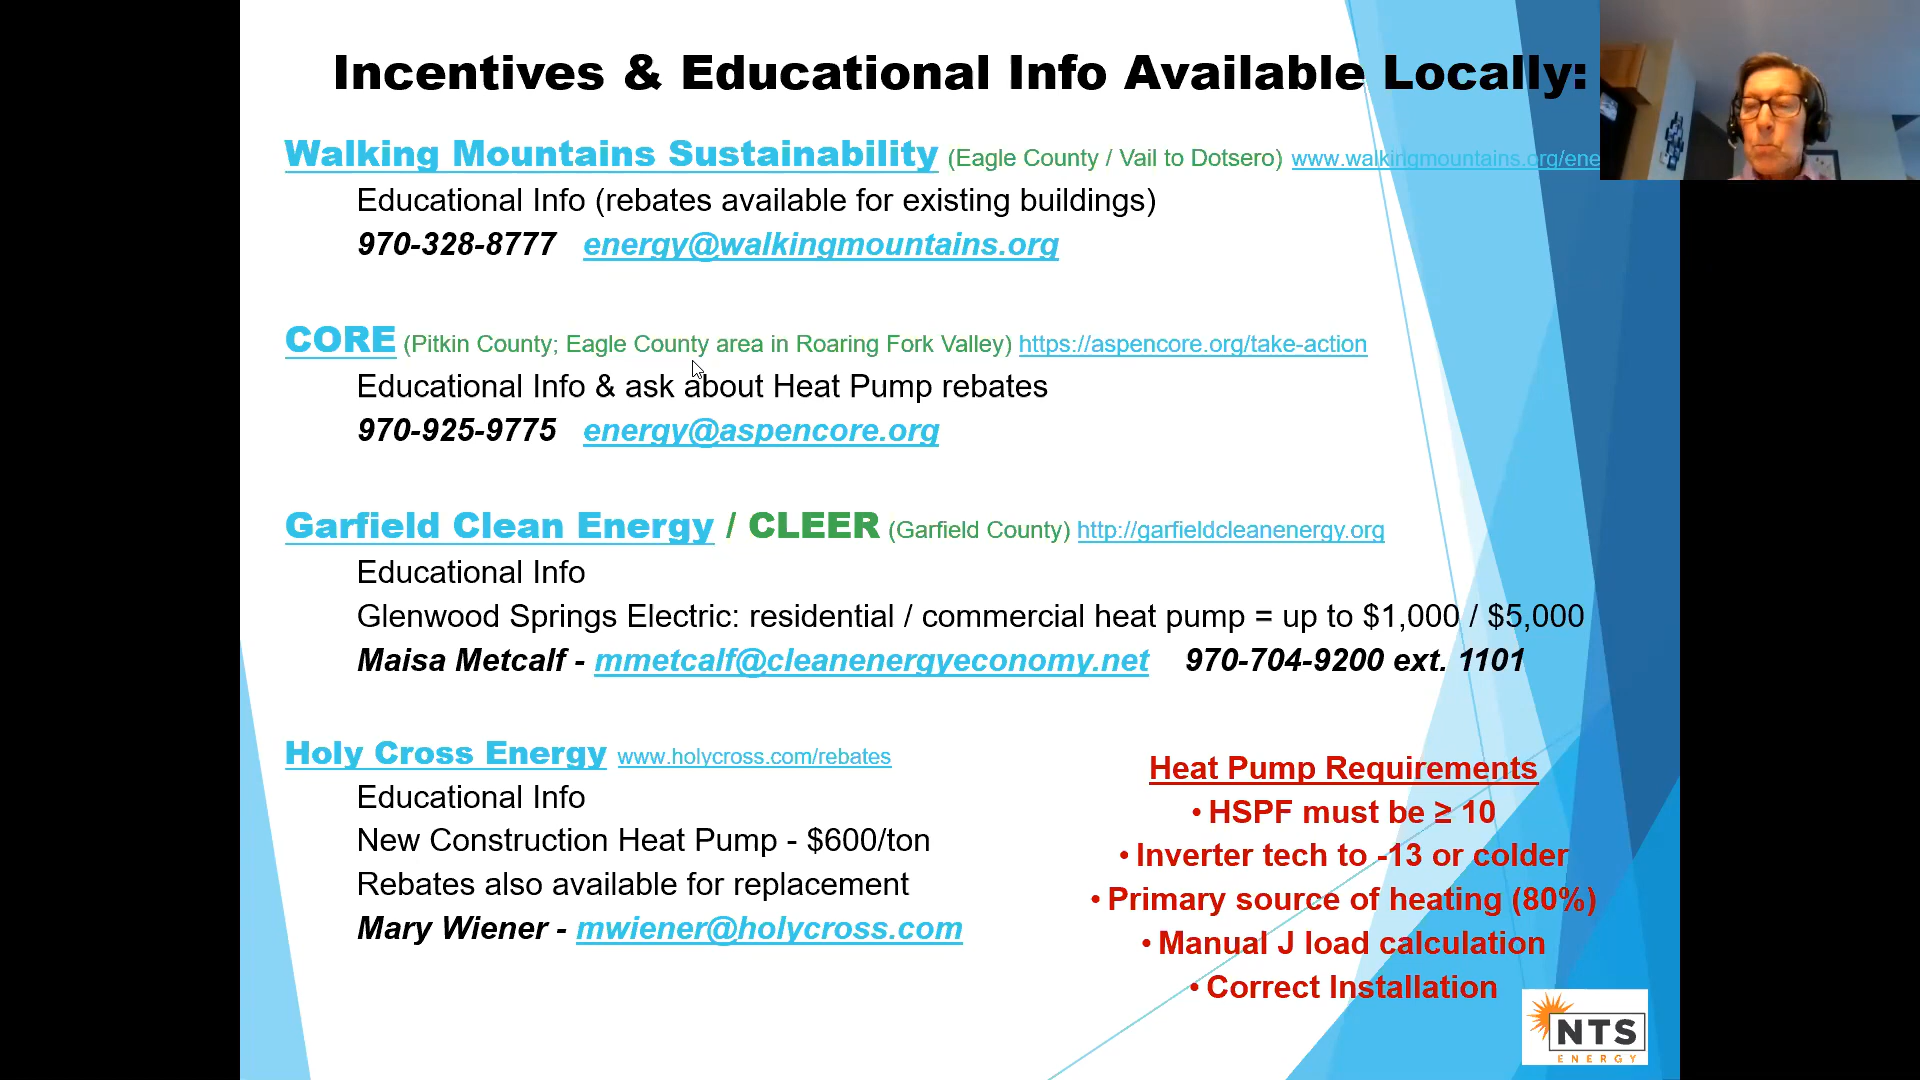 Incentives & Educational Info Available Locally:
Walking Mountains Sustainability (Eagle County / Vail to Dotsero) www.walkingmountains.org/ene
Educational Info (rebates available for existing buildings)
970-328-8777 energy@walkingmountains.org
CORE (Pitkin County; Eagle County area in Roaring Fork Valley) https://aspencore.org/take-action
Educational Info & ask about Heat Pump rebates
970-925-9775 energy@aspencore.org
Garfield Clean Energy / CLEER (Garfield County) http://garfieldcleanenergy.org
Educational Info
Glenwood Springs Electric: residential / commercial heat pump = up to $1,000 / $5,000
Maisa Metcalf - mmetcalf@cleanenergyeconomy.net 970-704-9200 ext. 1101
Holy Cross Energy www.holycross.com/rebates
Educational Info
New Construction Heat Pump - $600/ton
Rebates also available for replacement
Mary Wiener - mwiener@holycross.com
Heat Pump Requirements
• HSPF must be ≥ 10
• Inverter tech to -13 or colder
• Primary source of heating (80%)
• Manual J load calculation
• Correct Installation
NTS
ENERGY